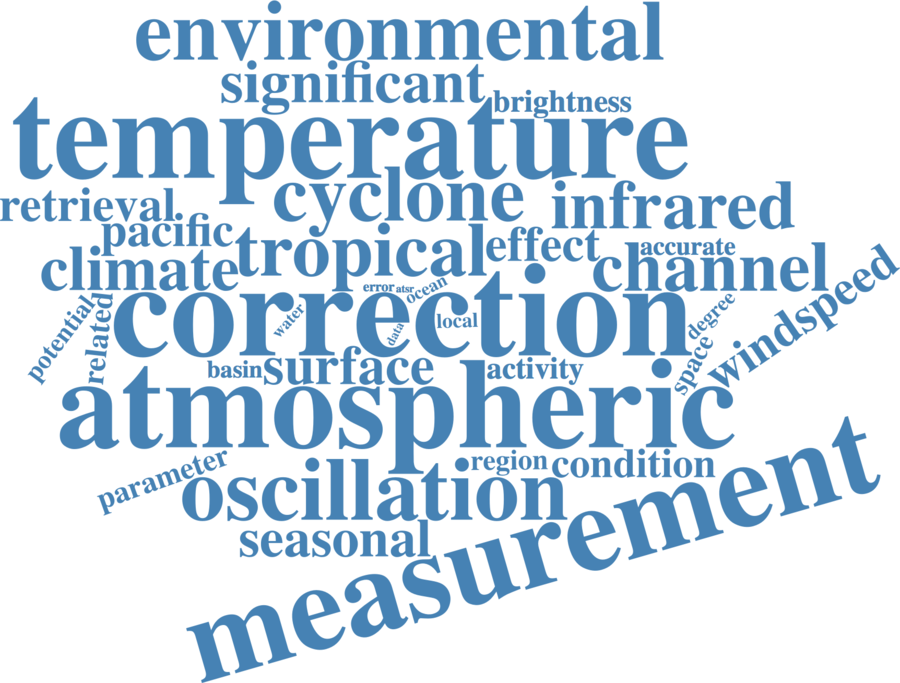 environmental
significant
brightness
temperature
cyclone
infrared
retrieval
pacific
tropical
effect
accurate
climate
channel
windspeed
error
atsr
ocean
correction
potential
related
water
data
local
degree
space
basin
surface
activity
atmospheric
parameter
region
condition
oscillation
seasonal
measurement